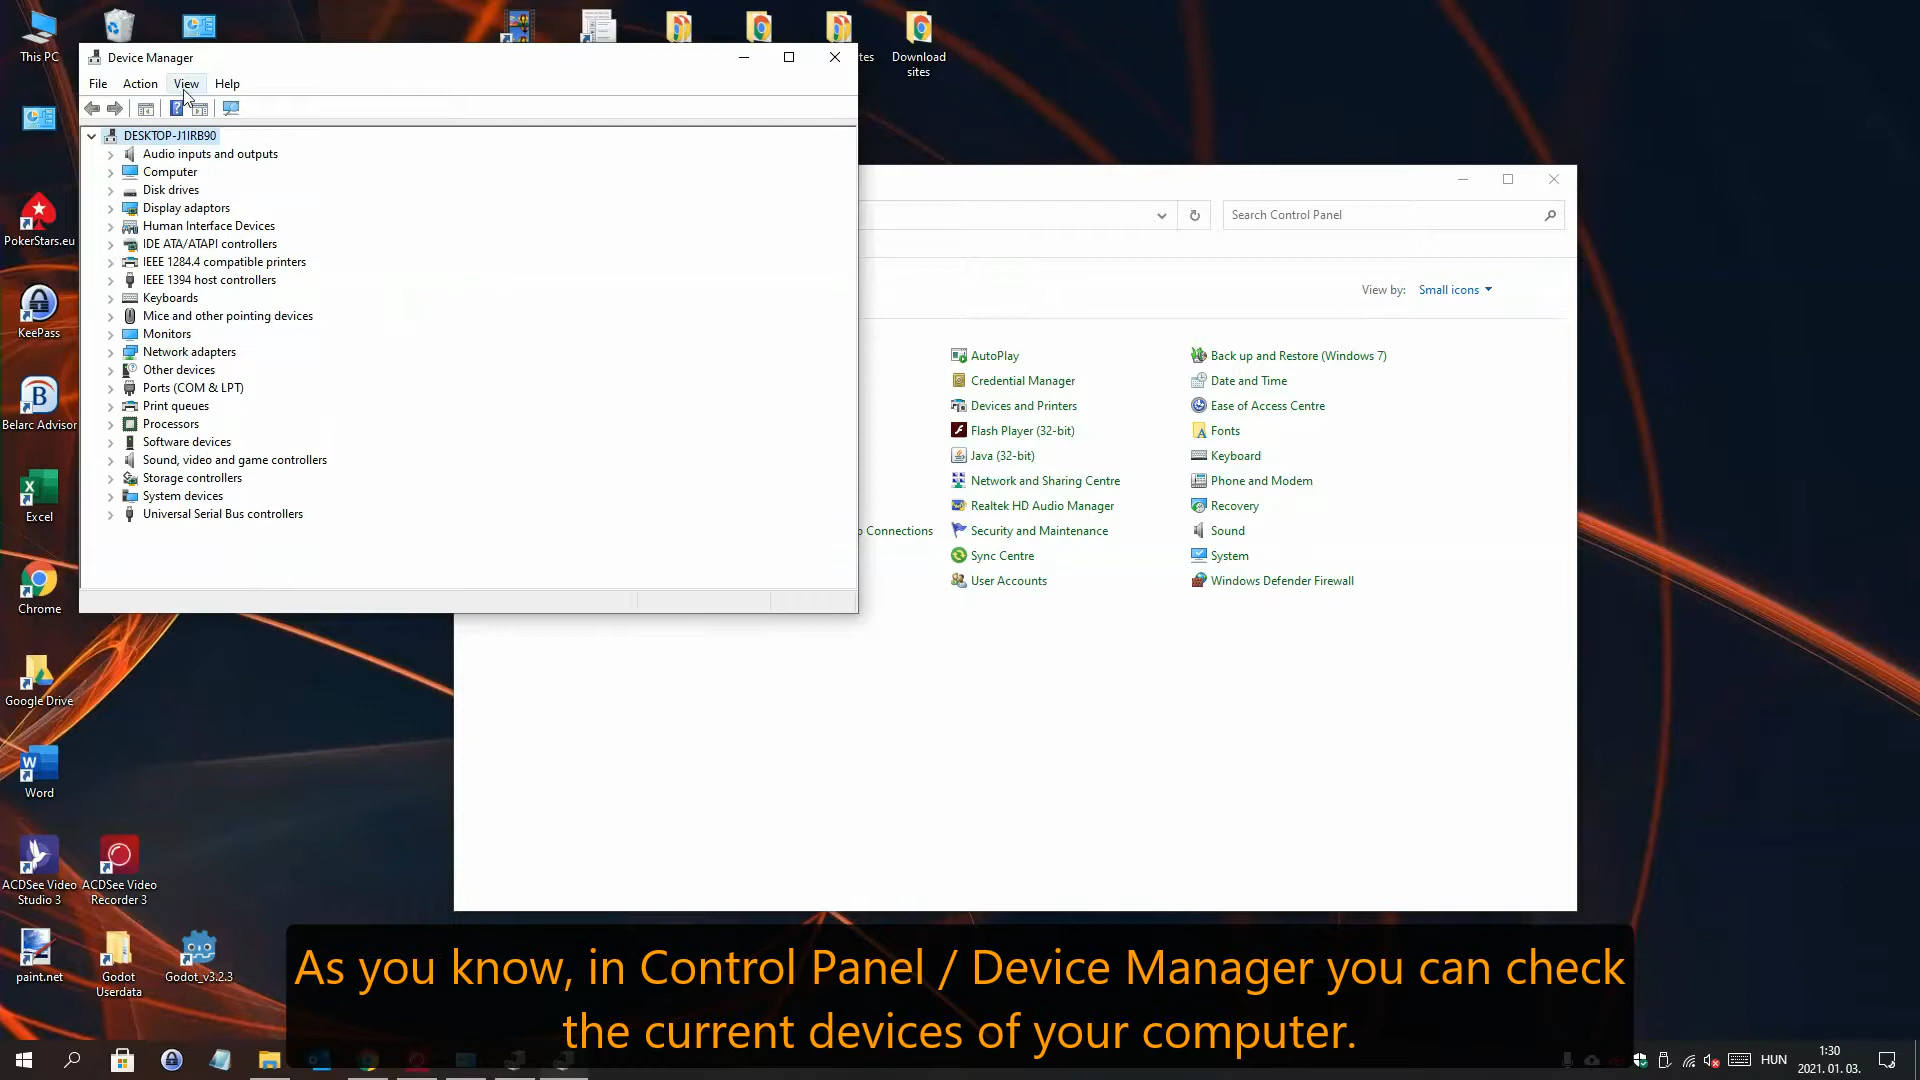 This PC
Download
sites
tes
Device Manager
File Action View Help
DESKTOP-J1IRB90
Audio inputs and outputs
Computer
Disk drives
Display adaptors
Human Interface Devices
IDE ATA/ATAPI controllers
IEEE 1284.4 compatible printers
IEEE 1394 host controllers
Keyboards
Mice and other pointing devices
Monitors
Network adapters
Other devices
Ports (COM & LPT)
Print queues
Processors
Software devices
Sound, video and game controllers
Storage controllers
System devices
Universal Serial Bus controllers
Search Control Panel
View by: Small icons
AutoPlay
Credential Manager
Devices and Printers
Flash Player (32-bit)
Java (32-bit)
Network and Sharing Centre
Realtek HD Audio Manager
Security and Maintenance
Sync Centre
User Accounts
Connections
Back up and Restore (Windows 7)
Date and Time
Ease of Access Centre
Fonts
Keyboard
Phone and Modem
Recovery
Sound
System
Windows Defender Firewall
PokerStars.eu
KeePass
Belarc Advisor
Excel
Chrome
Google Drive
Word
ACDSee Video
Studio 3
ACDSee Video
Recorder 3
paint.net
Godot
Userdata
Godot_v3.2.3
As you know, in Control Panel / Device Manager you can check
the current devices of your computer.
HUN
1:30
2021. 01. 03.